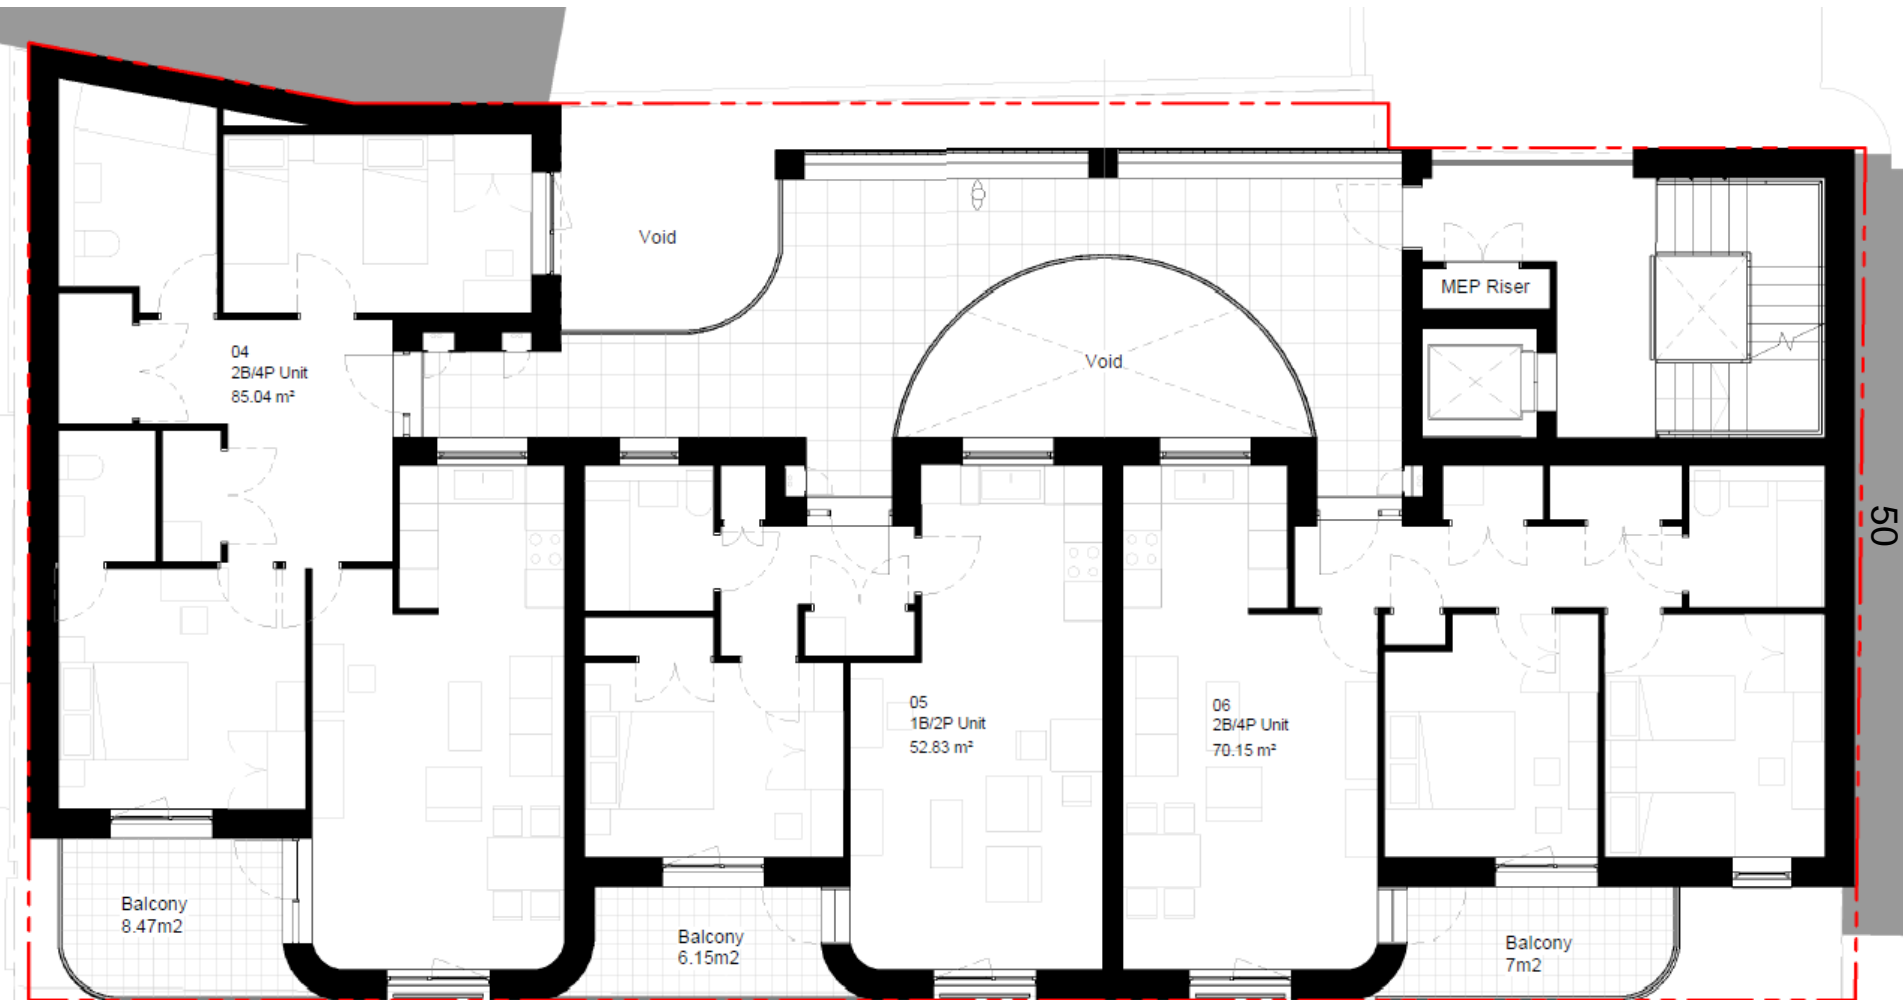 Void
MEP Riser
04
2B/4P Unit
85.04 m²
Void
50
05
1B/2P Unit
52.83 m²
06
2B/4P Unit
70.15 m²
Balcony
8.47m2
Balcony
6.15m2
Balcony
7m2